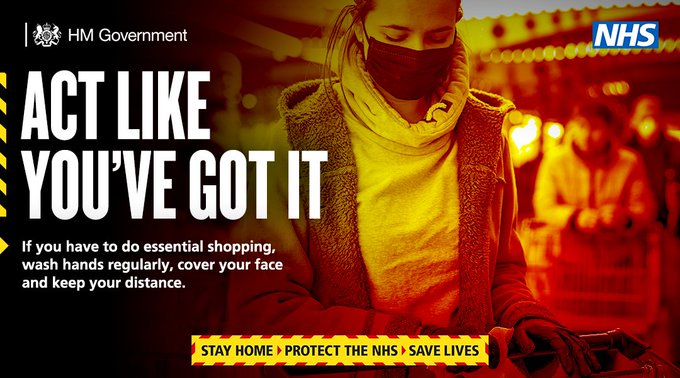 HM Government
NHS
ACT LIKE
YOU'VE GOT IT
If you have to do essential shopping,
wash hands regularly, cover your face
and keep your distance.
STAY HOME PROTECT THE NHS SAVE LIVES